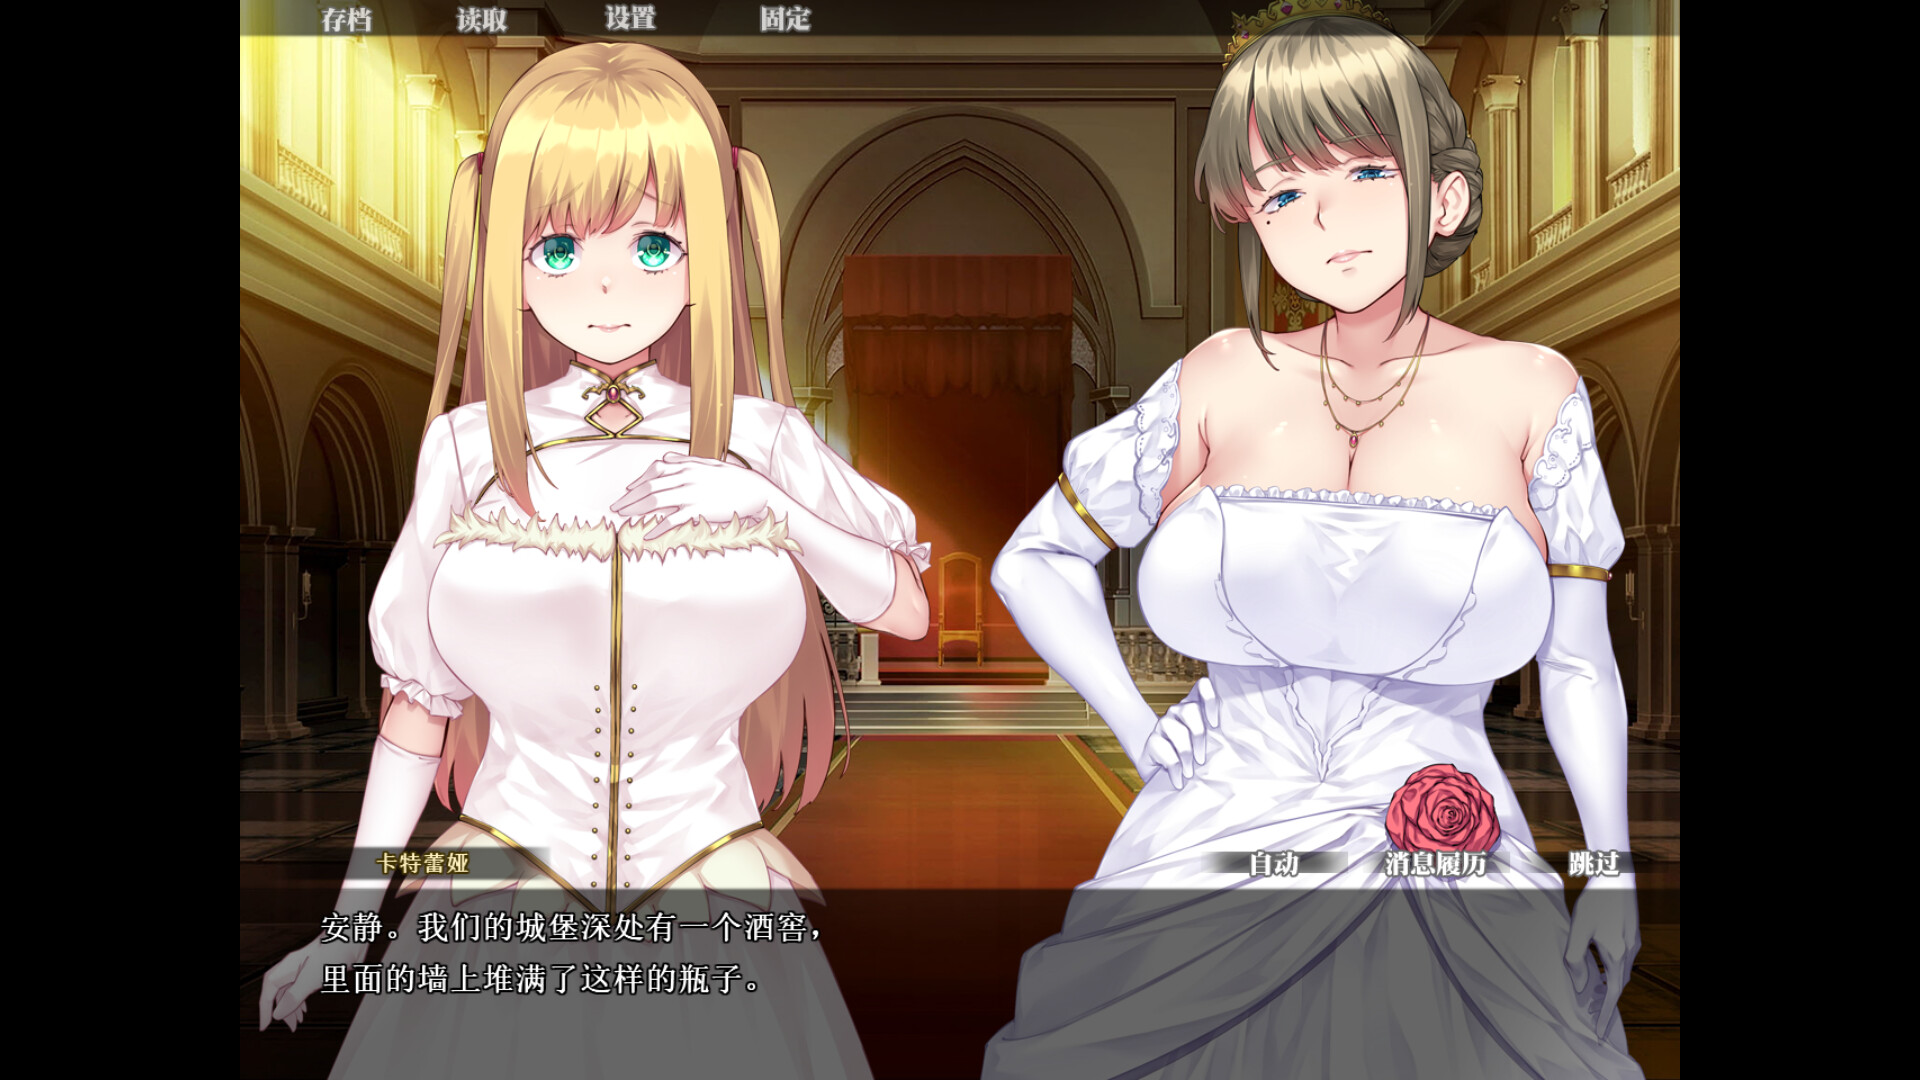 存档
读取
设置
固定
卡特蕾娅
自动
消息履历
跳过
安静。我们的城堡深处有一个酒窖，
里面的墙上堆满了这样的瓶子。